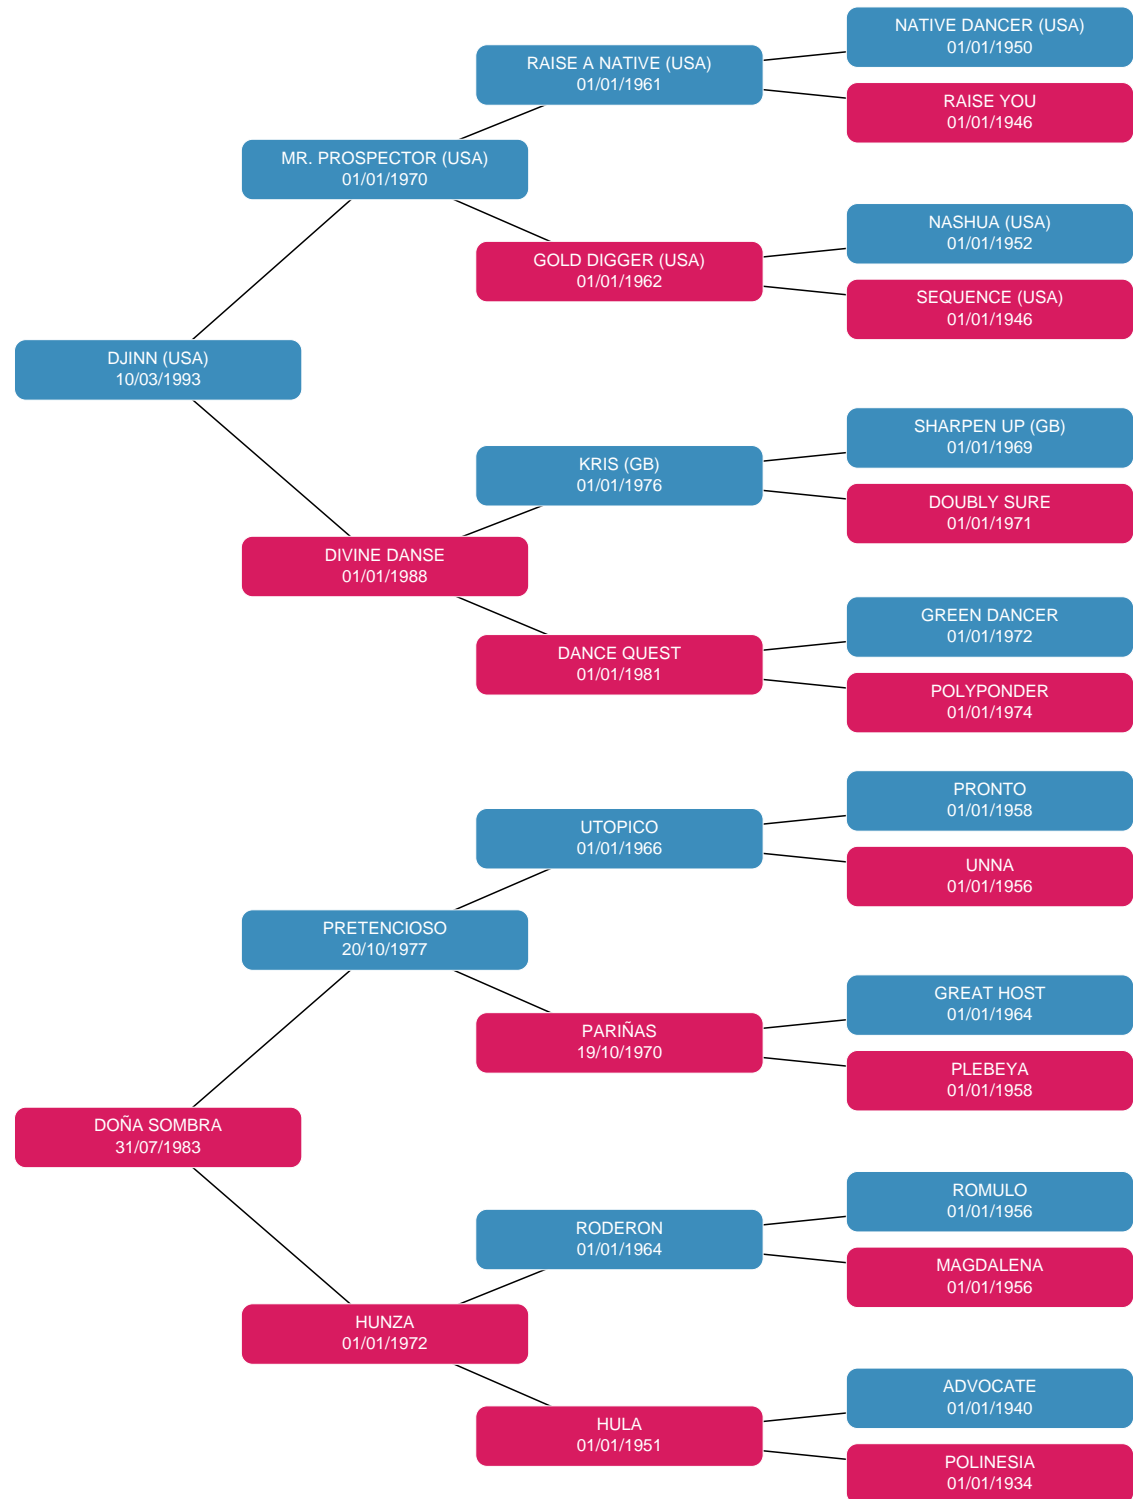 NATIVE DANCER (USA)
01/01/1950
RAISE A NATIVE (USA)
01/01/1961
RAISE YOU
01/01/1946
MR. PROSPECTOR (USA)
01/01/1970
NASHUA (USA)
01/01/1952
GOLD DIGGER (USA)
01/01/1962
SEQUENCE (USA)
01/01/1946
DJINN (USA)
10/03/1993
SHARPEN UP (GB)
01/01/1969
KRIS (GB)
01/01/1976
DOUBLY SURE
01/01/1971
DIVINE DANSE
01/01/1988
GREEN DANCER
01/01/1972
DANCE QUEST
01/01/1981
POLYPONDER
01/01/1974
PRONTO
01/01/1958
UTOPICO
01/01/1966
UNNA
01/01/1956
PRETENCIOSO
20/10/1977
GREAT HOST
01/01/1964
PARIÑAS
19/10/1970
PLEBEYA
01/01/1958
DOÑA SOMBRA
31/07/1983
ROMULO
01/01/1956
RODERON
01/01/1964
MAGDALENA
01/01/1956
HUNZA
01/01/1972
ADVOCATE
01/01/1940
HULA
01/01/1951
POLINESIA
01/01/1934